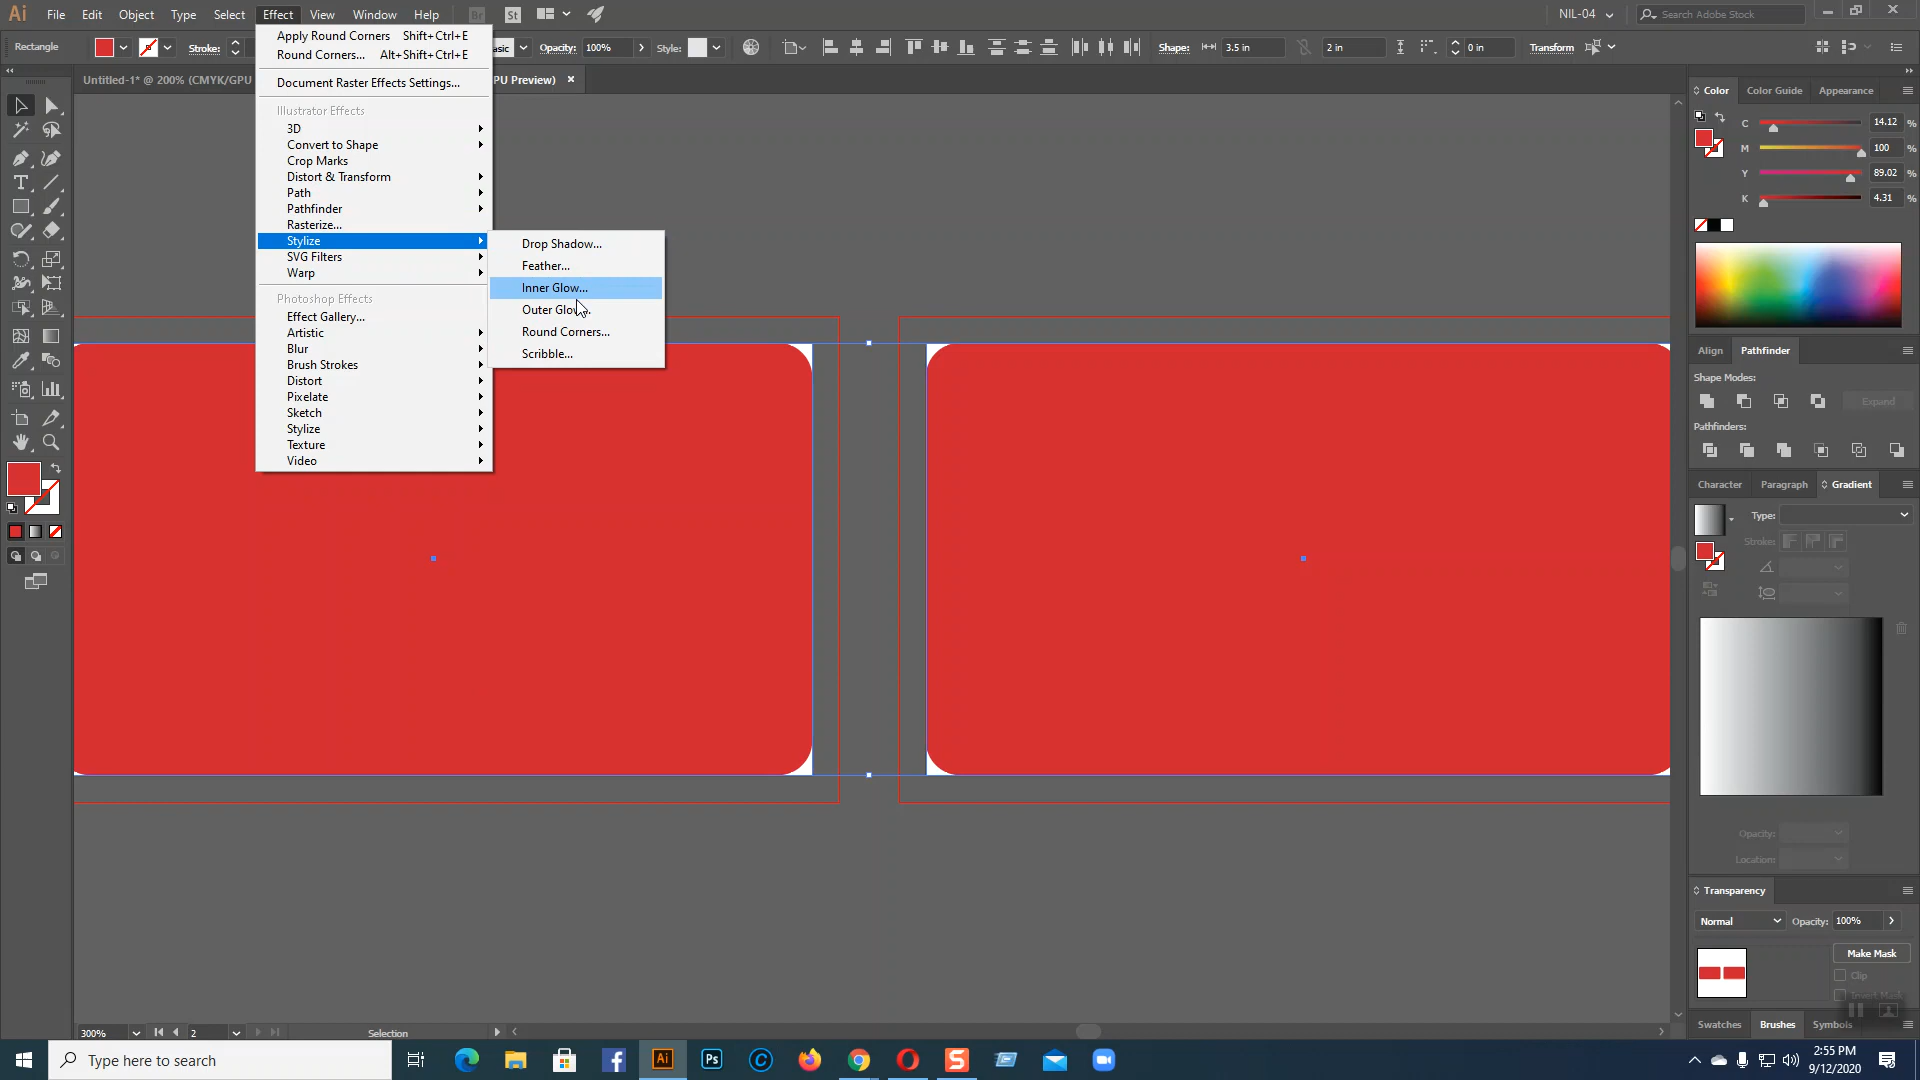 Ai File Edit Object Type Select Effect View Window Help Br St NIL-04 Search Adobe Stock
Rectangle Stroke: Opacity: 100% Style: Shape: 3.5 in 2 in 0 in Transform
Untitled-1* @ 200% (CMYK/GPU
PU Preview) ×
Apply Round Corners Shift+Ctrl+E
Round Corners... Alt+Shift+Ctrl+E
Document Raster Effects Settings...
Illustrator Effects
3D
Convert to Shape
Crop Marks
Distort & Transform
Path
Pathfinder
Rasterize...
Stylize
SVG Filters
Warp
Photoshop Effects
Effect Gallery...
Artistic
Blur
Brush Strokes
Distort
Pixelate
Sketch
Stylize
Texture
Video
Drop Shadow...
Feather...
Inner Glow...
Round Corners...
Scribble...
Color Color Guide Appearance
C 14.12 %
M 100 %
Y 89.02 %
K 4.31 %
Align Pathfinder
Shape Modes:
Expand
Pathfinders:
Character Paragraph Gradient
Type:
Stroke:
Opacity:
Location:
Transparency
Normal Opacity: 100%
Make Mask
Clip
Invert Mask
Swatches Brushes Symbols
300% 2 Selection
Type here to search
Ai Ps
2:55 PM
9/12/2020